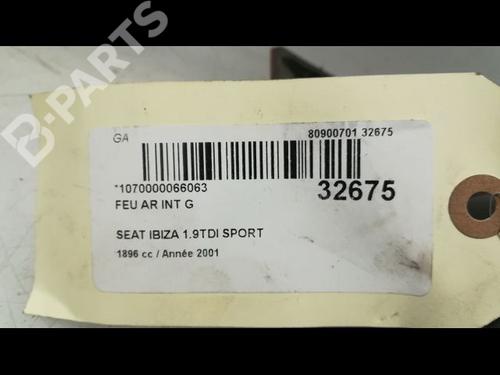 B-PARTS
GA
80900701 32675
*1070000066063
32675
FEU AR INT G
SEAT IBIZA 1.9TDI SPORT
1896 cc / Année 2001